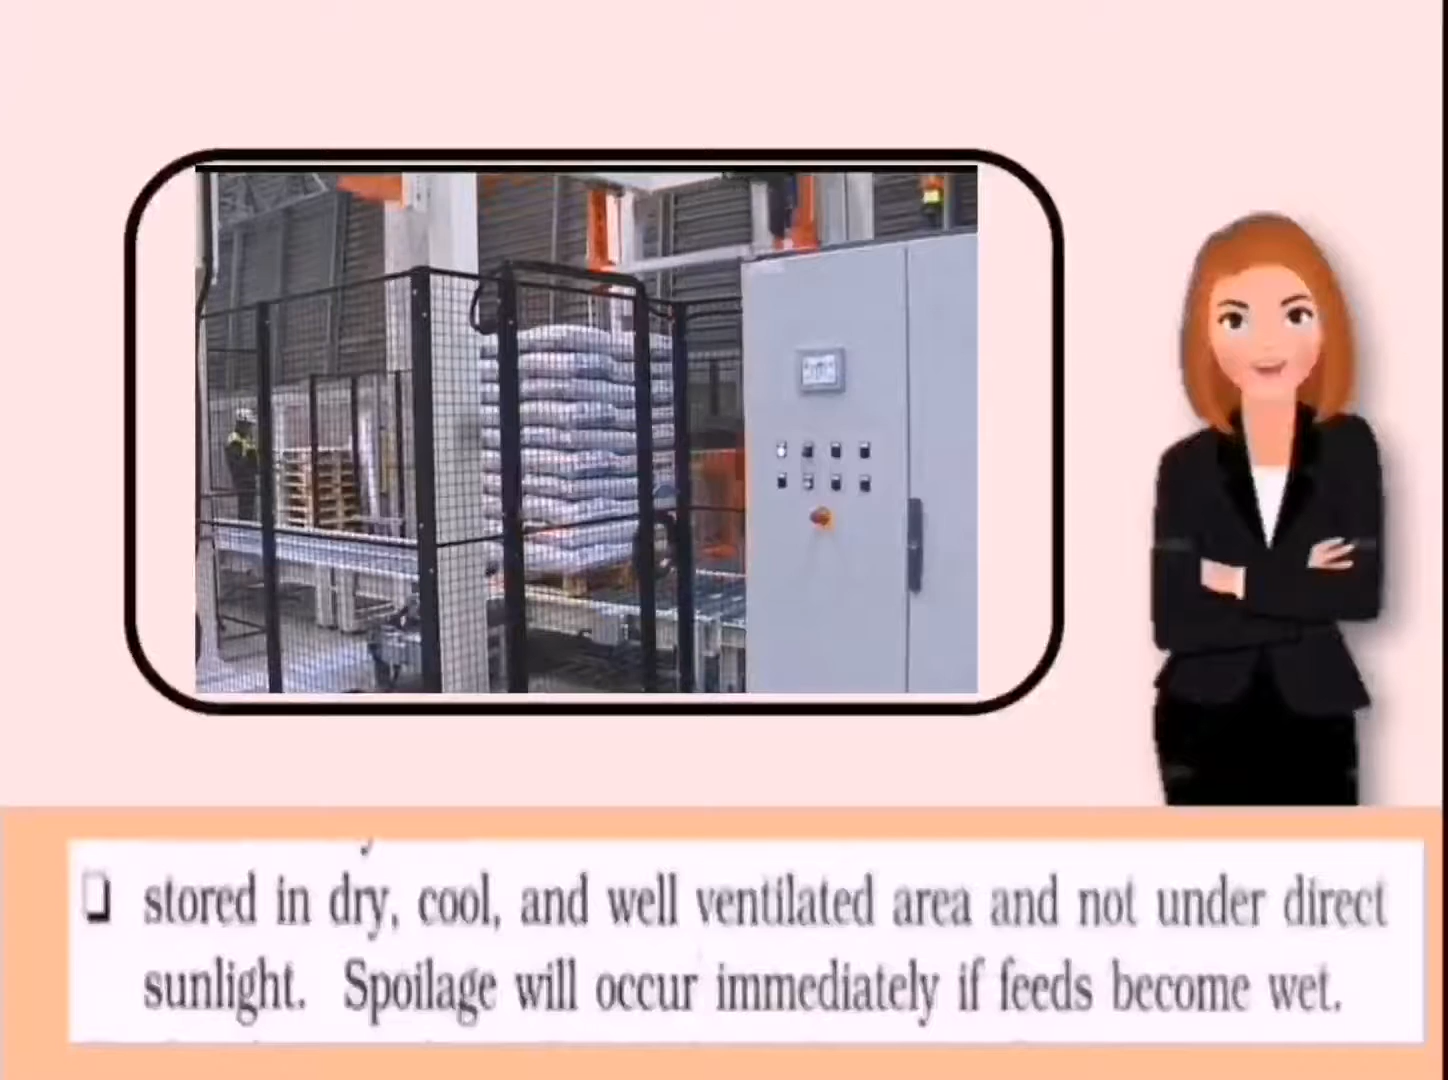 ❑ stored in dry, cool, and well ventilated area and not under direct
sunlight. Spoilage will occur immediately if feeds become wet.